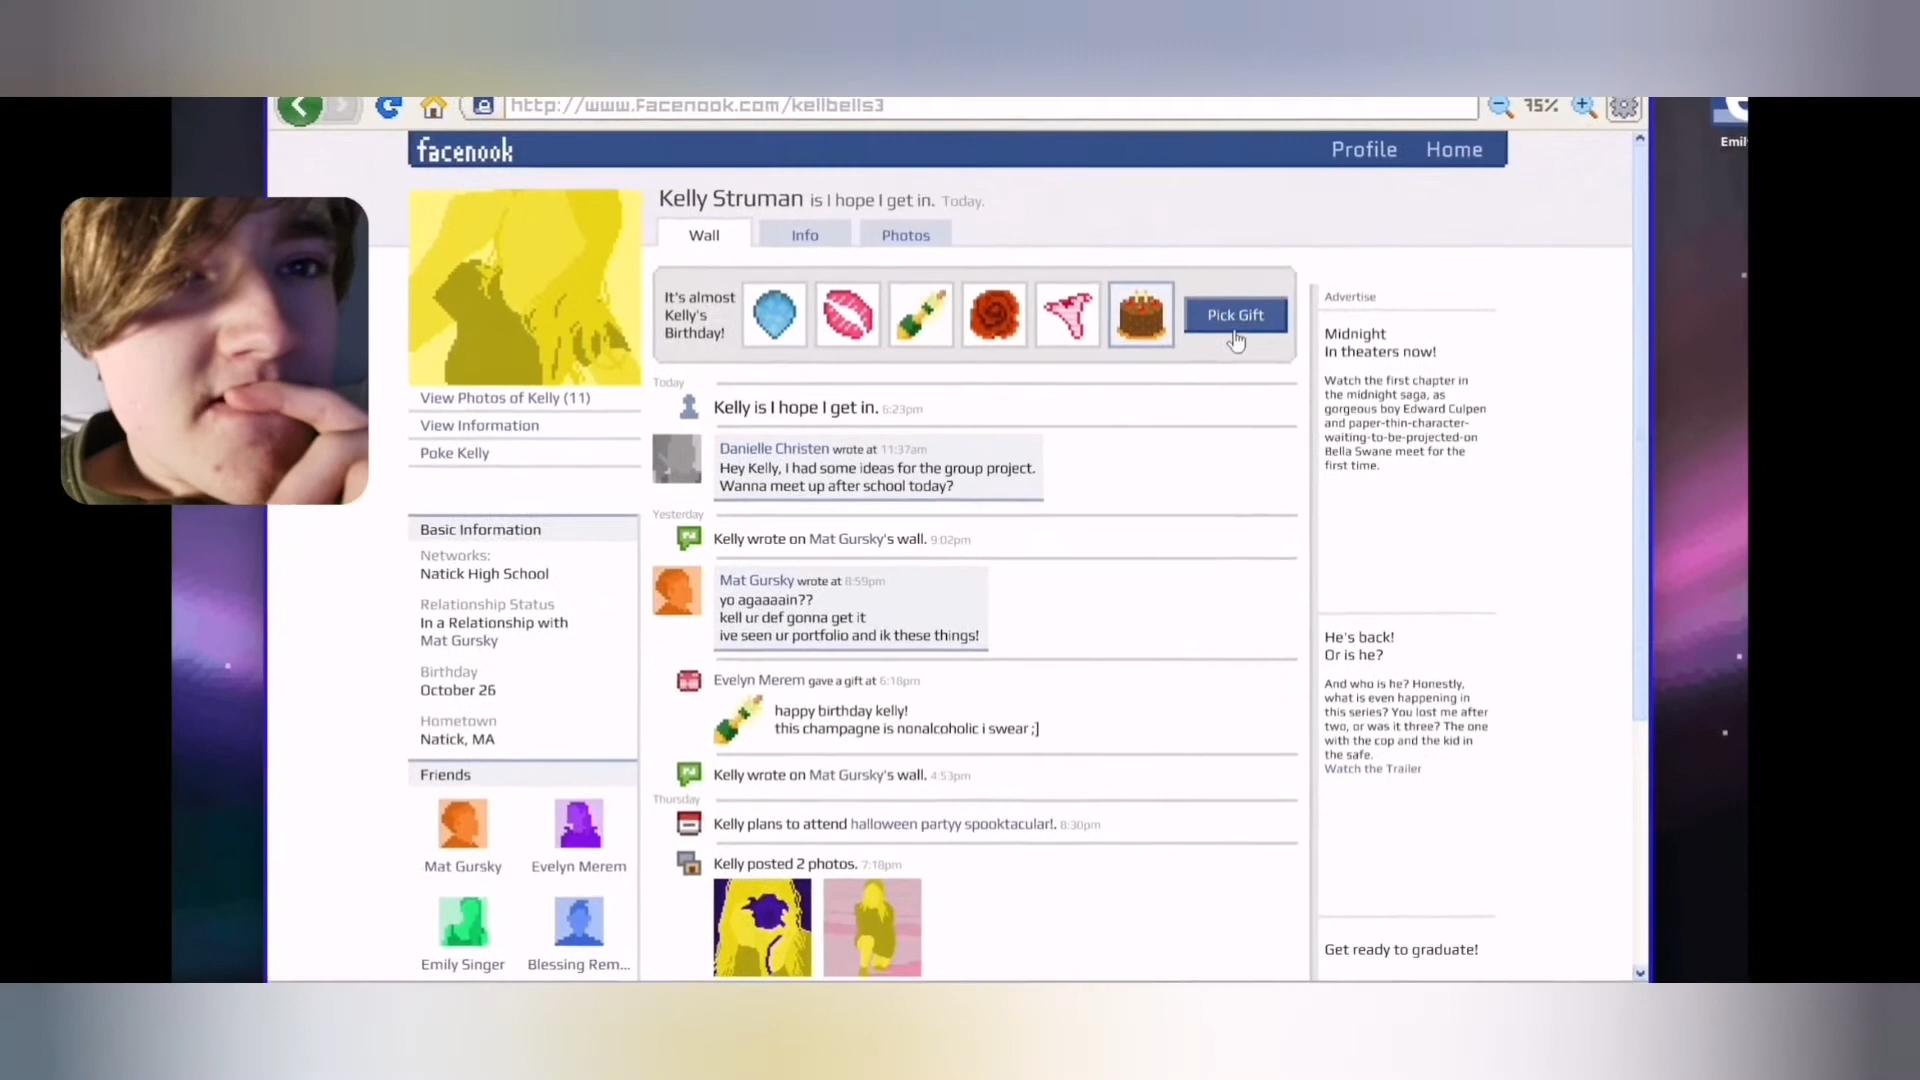 http://www.Facenook.com/kellbells3
75%
Emil
facenook
Profile
Home
Kelly Struman is I hope I get in. Today.
Wall
Info
Photos
It's almost
Kelly's
Birthday!
Pick Gift
View Photos of Kelly (11)
View Information
Poke Kelly
Basic Information
Networks:
Natick High School
Relationship Status
In a Relationship with
Mat Gursky
Birthday
October 26
Hometown
Natick, MA
Friends
Mat Gursky
Evelyn Merem
Emily Singer
Blessing Rem...
Today
Kelly is I hope I get in. 6:23pm
Danielle Christen wrote at 11:37am
Hey Kelly, I had some ideas for the group project.
Wanna meet up after school today?
Yesterday
Kelly wrote on Mat Gursky's wall. 9:02pm
Mat Gursky wrote at 8:59pm
yo agaaaain??
kell ur def gonna get it
ive seen ur portfolio and ik these things!
Evelyn Merem gave a gift at 6:18pm
happy birthday kelly!
this champagne is nonalcoholic i swear ;]
Kelly wrote on Mat Gursky's wall. 4:53pm
Thursday
Kelly plans to attend halloween partyy spooktacular!. 8:30pm
Kelly posted 2 photos. 7:18pm
Advertise
Midnight
In theaters now!
Watch the first chapter in
the midnight saga, as
gorgeous boy Edward Culpen
and paper-thin-character-
waiting-to-be-projected-on
Bella Swane meet for the
first time.
He's back!
Or is he?
And who is he? Honestly,
what is even happening in
this series? You lost me after
two, or was it three? The one
with the cop and the kid in
the safe.
Watch the Trailer
Get ready to graduate!